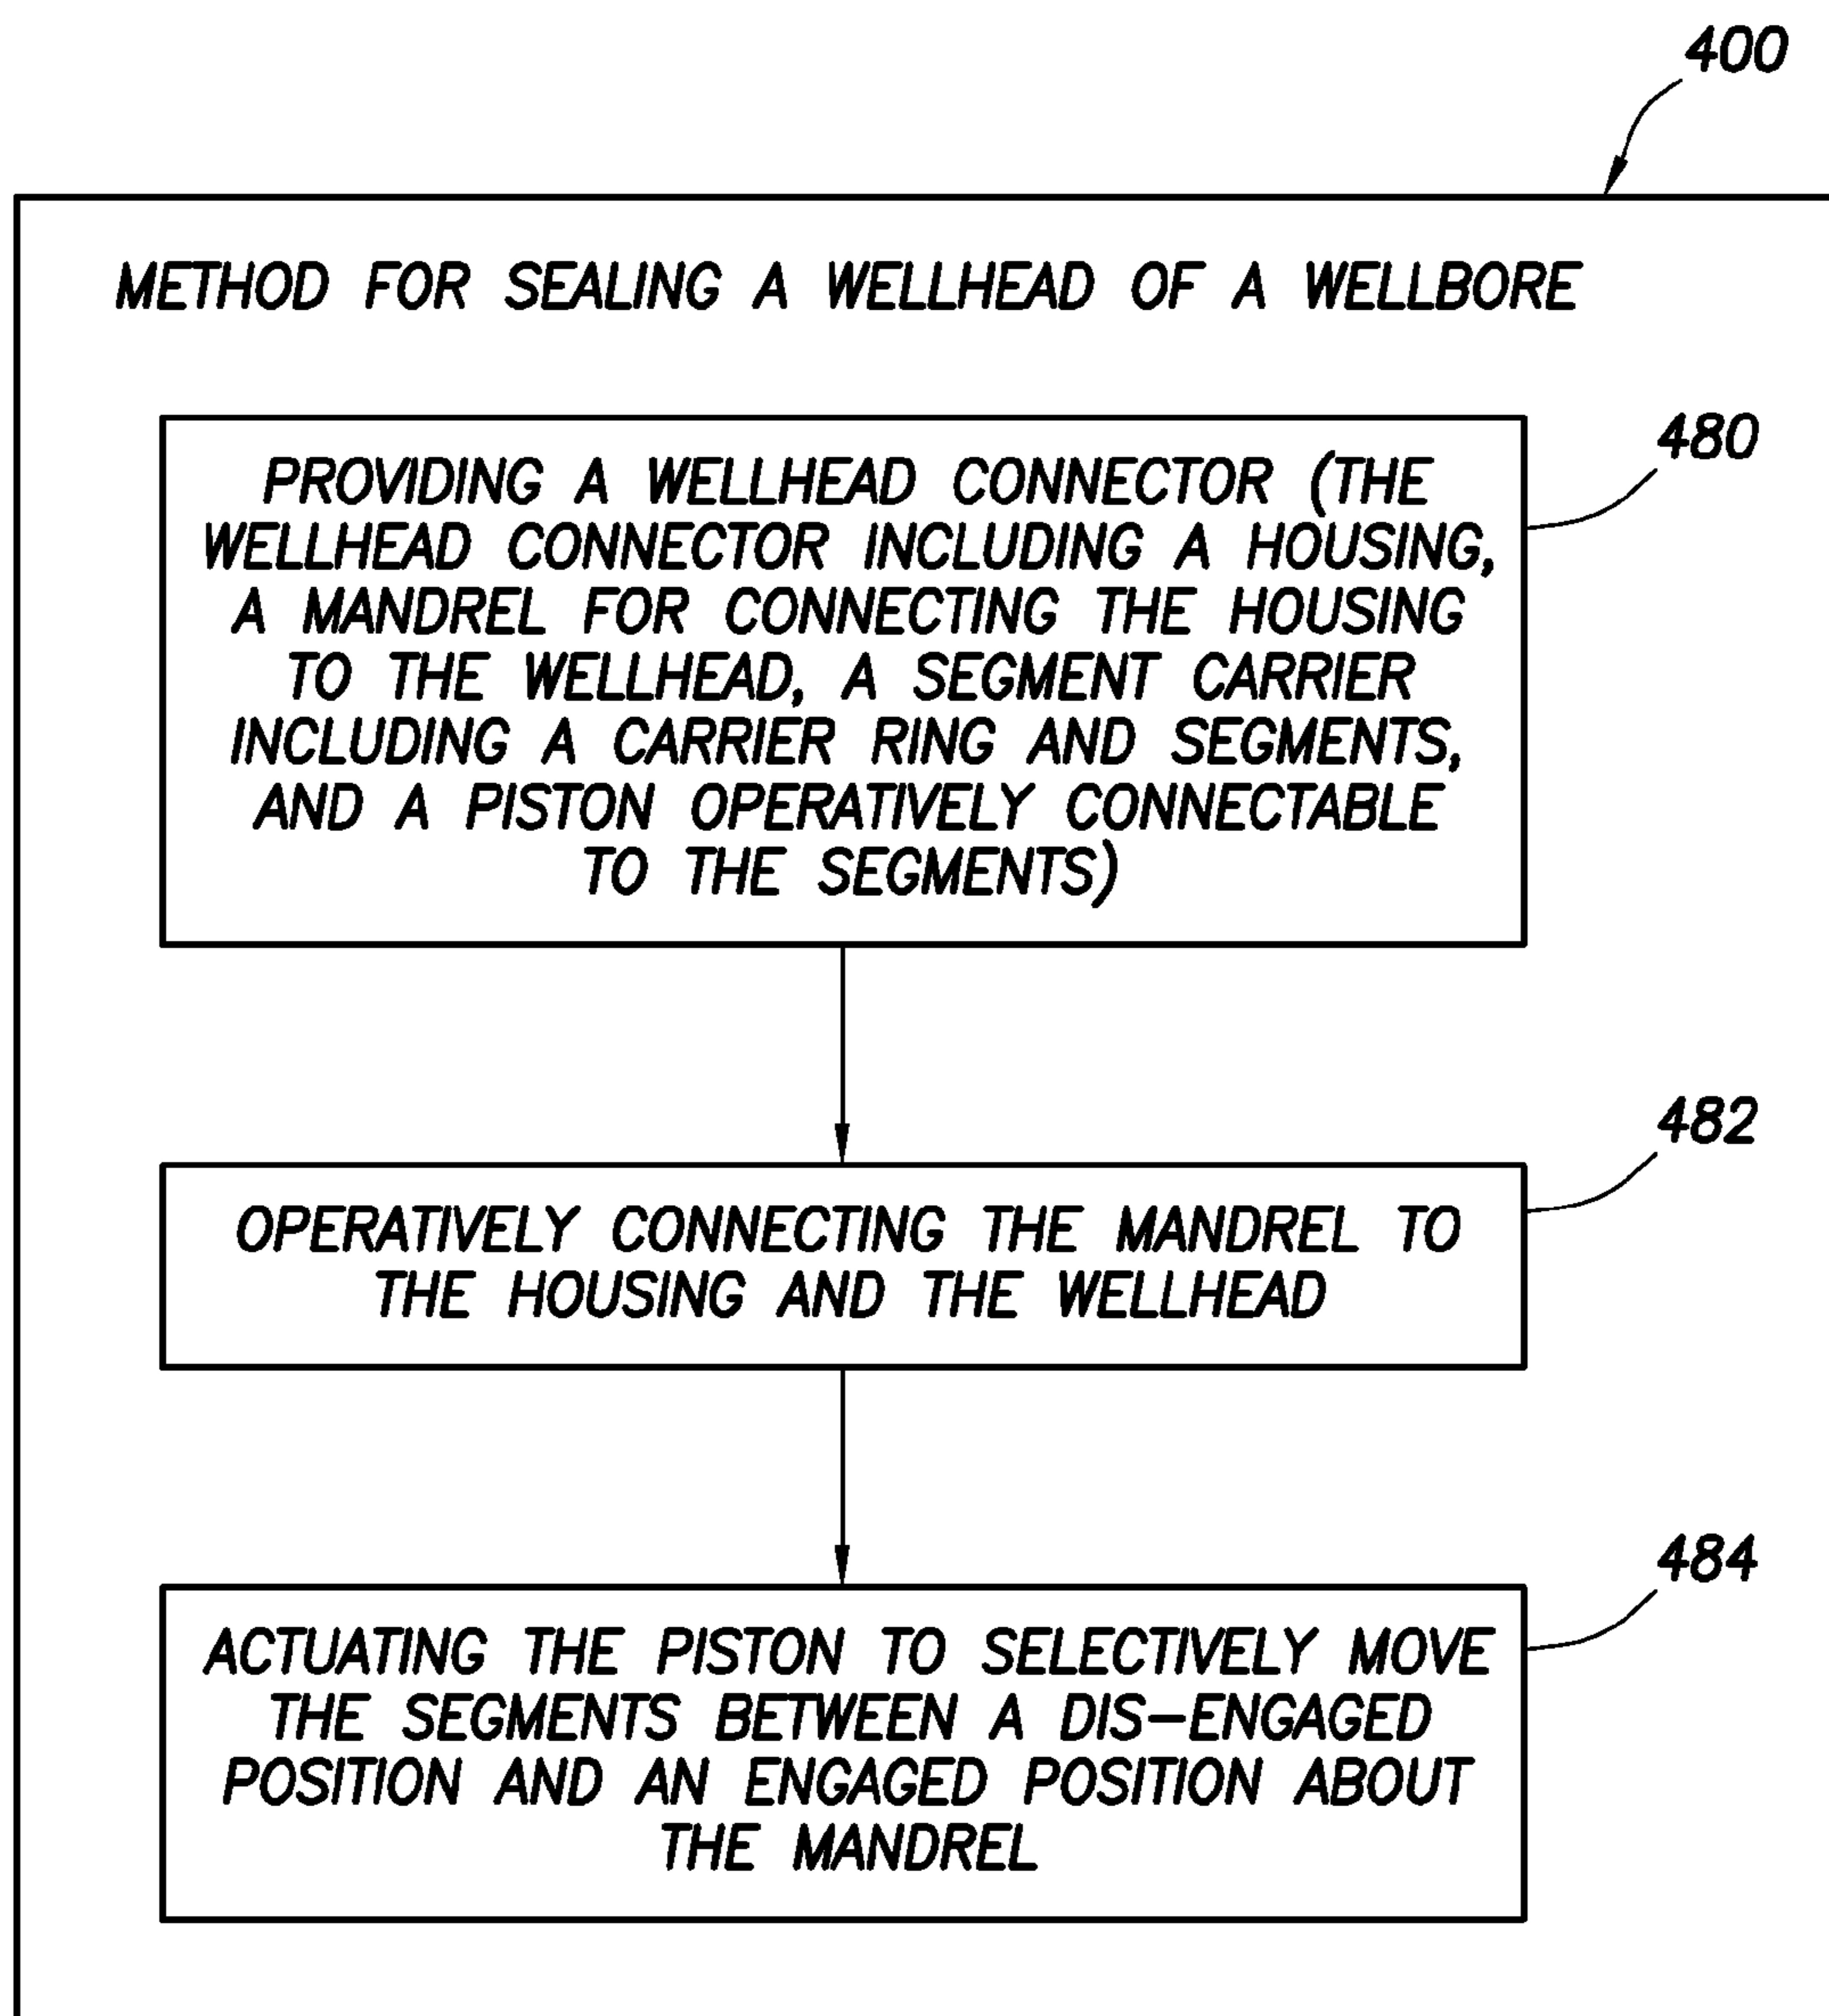 400
METHOD FOR SEALING A WELLHEAD OF A WELLBORE
480
PROVIDING A WELLHEAD CONNECTOR (THE
WELLHEAD CONNECTOR INCLUDING A HOUSING,
A MANDREL FOR CONNECTING THE HOUSING
TO THE WELLHEAD, A SEGMENT CARRIER
INCLUDING A CARRIER RING AND SEGMENTS,
AND A PISTON OPERATIVELY CONNECTABLE
TO THE SEGMENTS)
482
OPERATIVELY CONNECTING THE MANDREL TO
THE HOUSING AND THE WELLHEAD
484
ACTUATING THE PISTON TO SELECTIVELY MOVE
THE SEGMENTS BETWEEN A DIS-ENGAGED
POSITION AND AN ENGAGED POSITION ABOUT
THE MANDREL